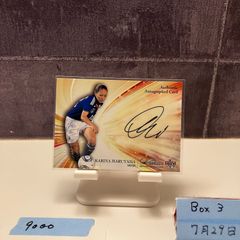 Authentic
Autographed Card
KARINA MARUYAMA
9000
Box 3
7月29日